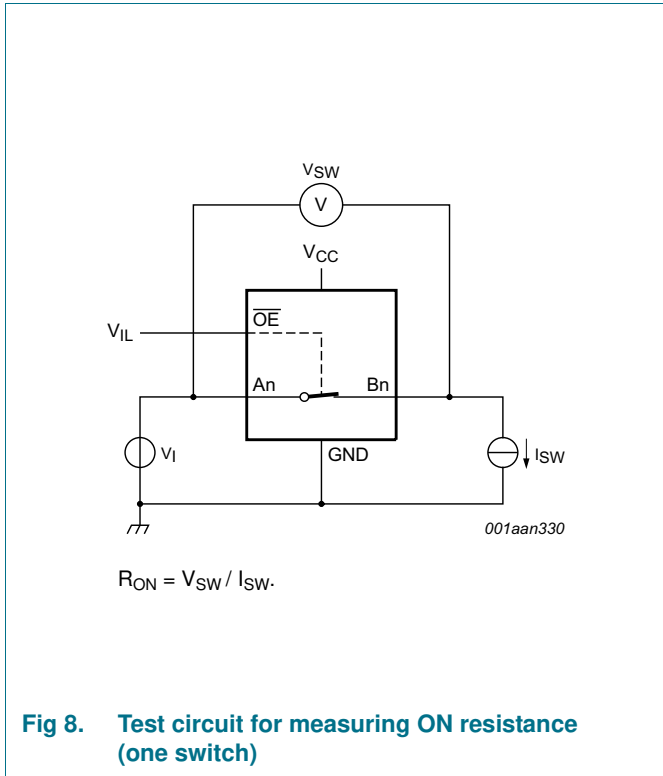 VSW
V
VCC
OE
VIL
An
Bn
VI
GND
ISW
001aan330
RON = VSW / ISW.
Fig 8. Test circuit for measuring ON resistance
(one switch)